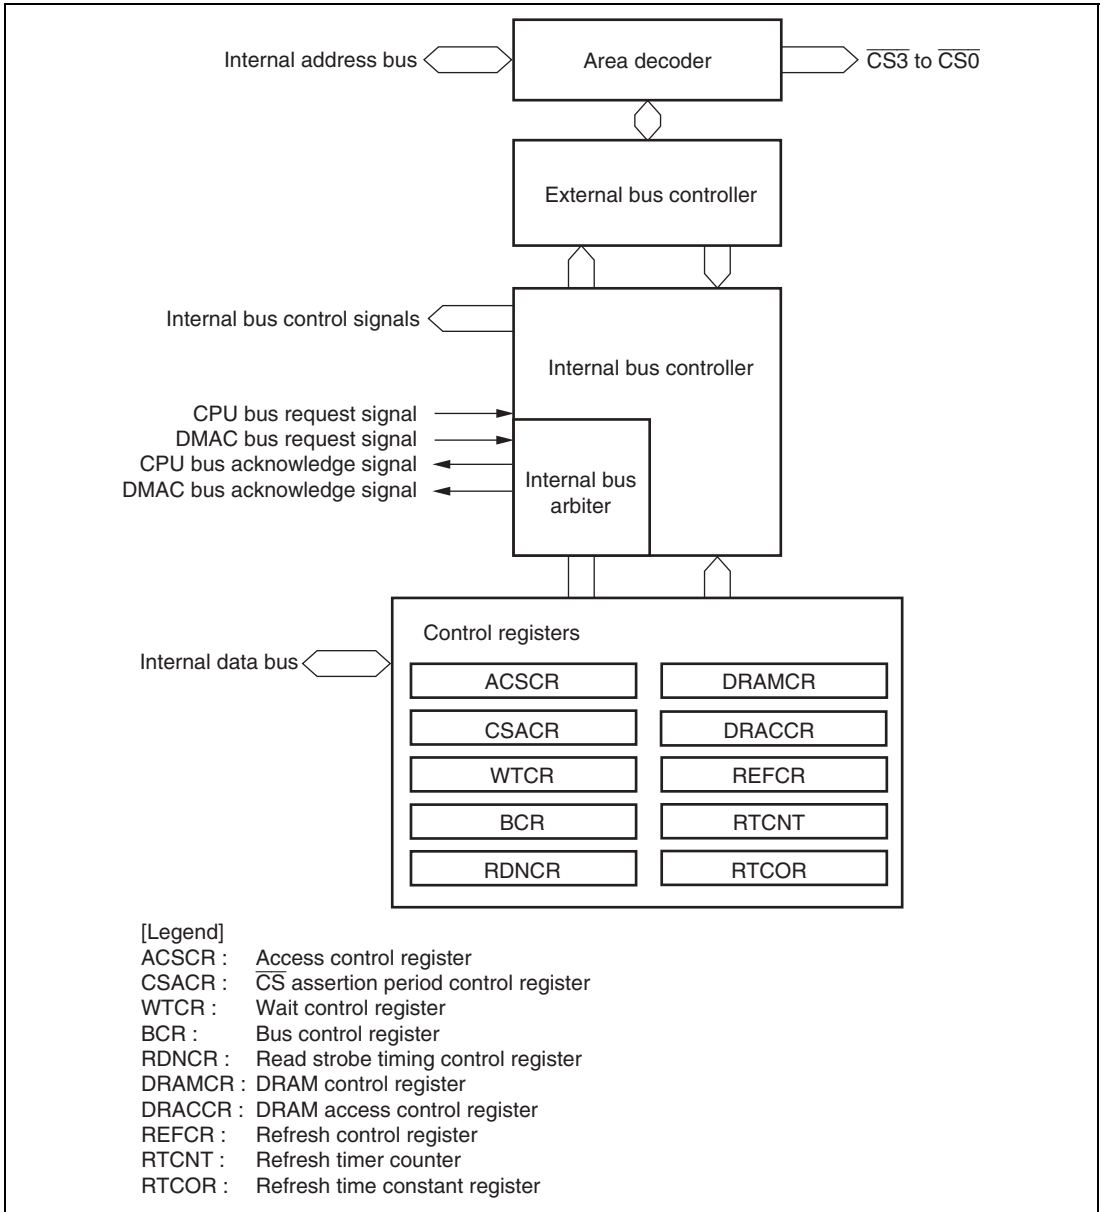 Internal address bus
Area decoder
C̅S̅3̅ to C̅S̅0̅
External bus controller
Internal bus control signals
Internal bus controller
CPU bus request signal
DMAC bus request signal
CPU bus acknowledge signal
DMAC bus acknowledge signal
Internal bus
arbiter
Control registers
Internal data bus
ACSCR DRAMCR
CSACR DRACCR
WTCR REFCR
BCR RTCNT
RDNCR RTCOR
[Legend]
ACSCR : Access control register
CSACR : C̅S̅ assertion period control register
WTCR : Wait control register
BCR : Bus control register
RDNCR : Read strobe timing control register
DRAMCR : DRAM control register
DRACCR : DRAM access control register
REFCR : Refresh control register
RTCNT : Refresh timer counter
RTCOR : Refresh time constant register